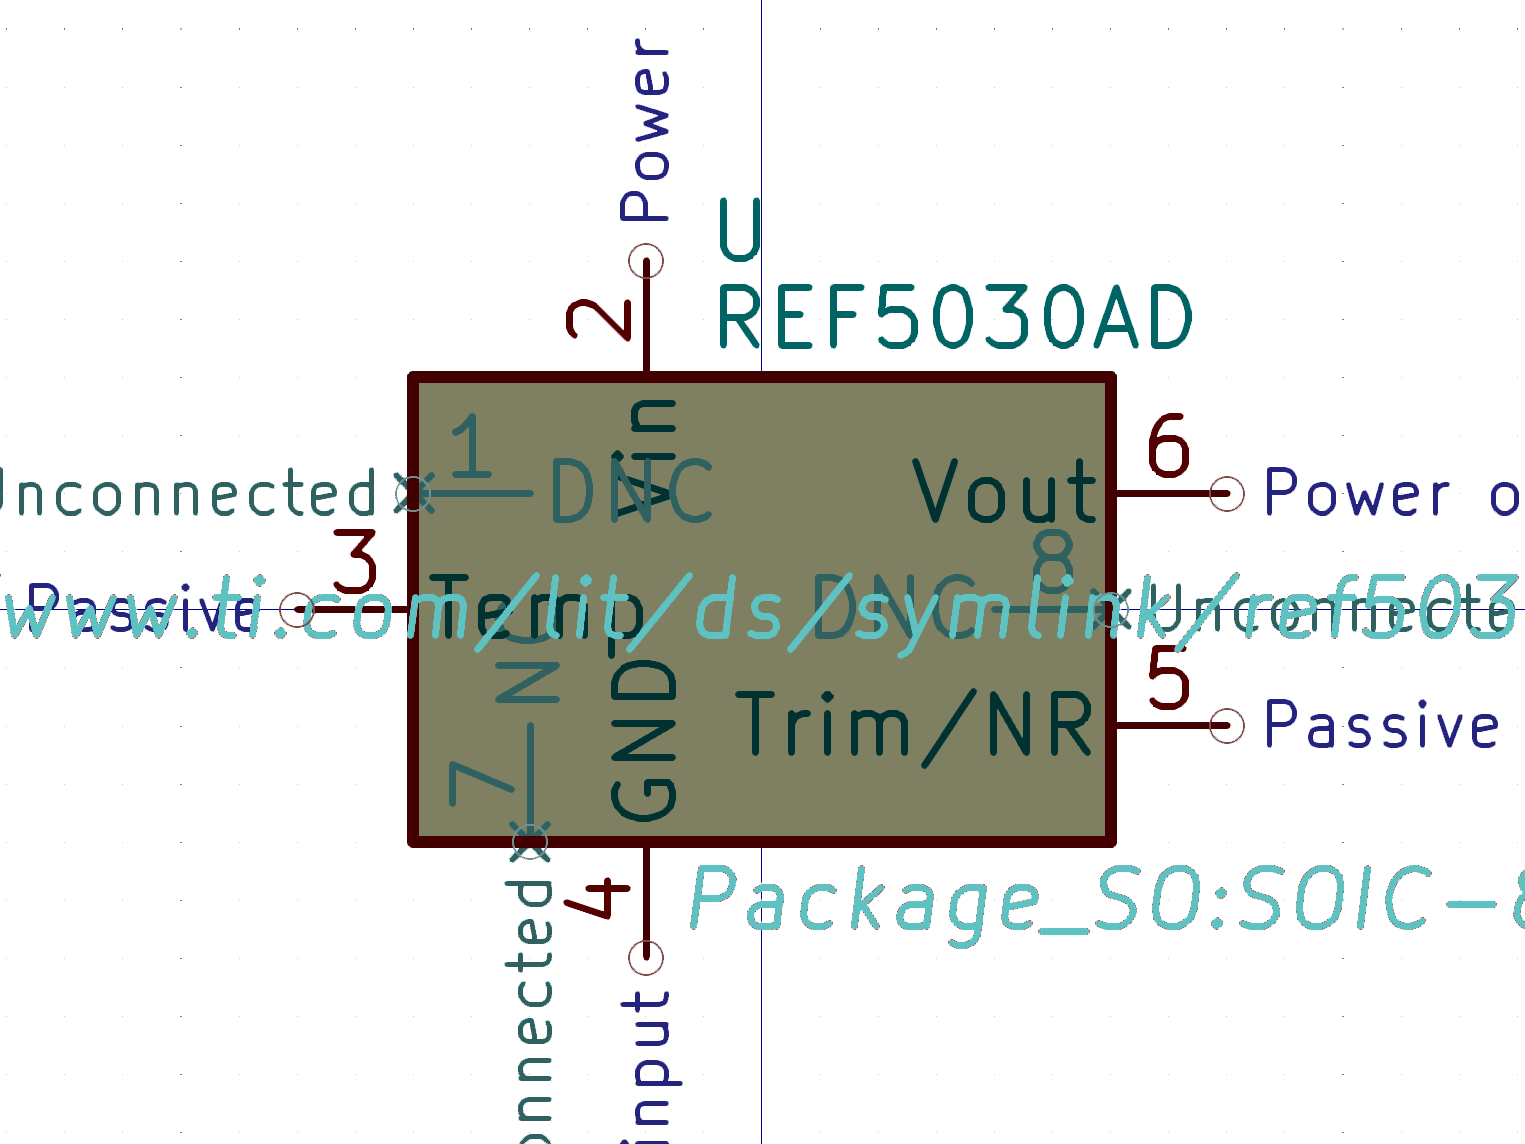 Power
U
2
REF5030AD
1
Vin
6
Unconnected
DNC
Vout
Power o
3
8
Passive
Temp
DNC
Unconnecte
www.ti.com/lit/ds/symlink/ref503
NC
5
GND
Trim/NR
Passive
7
4
Package_SO:SOIC-8
onnected
input